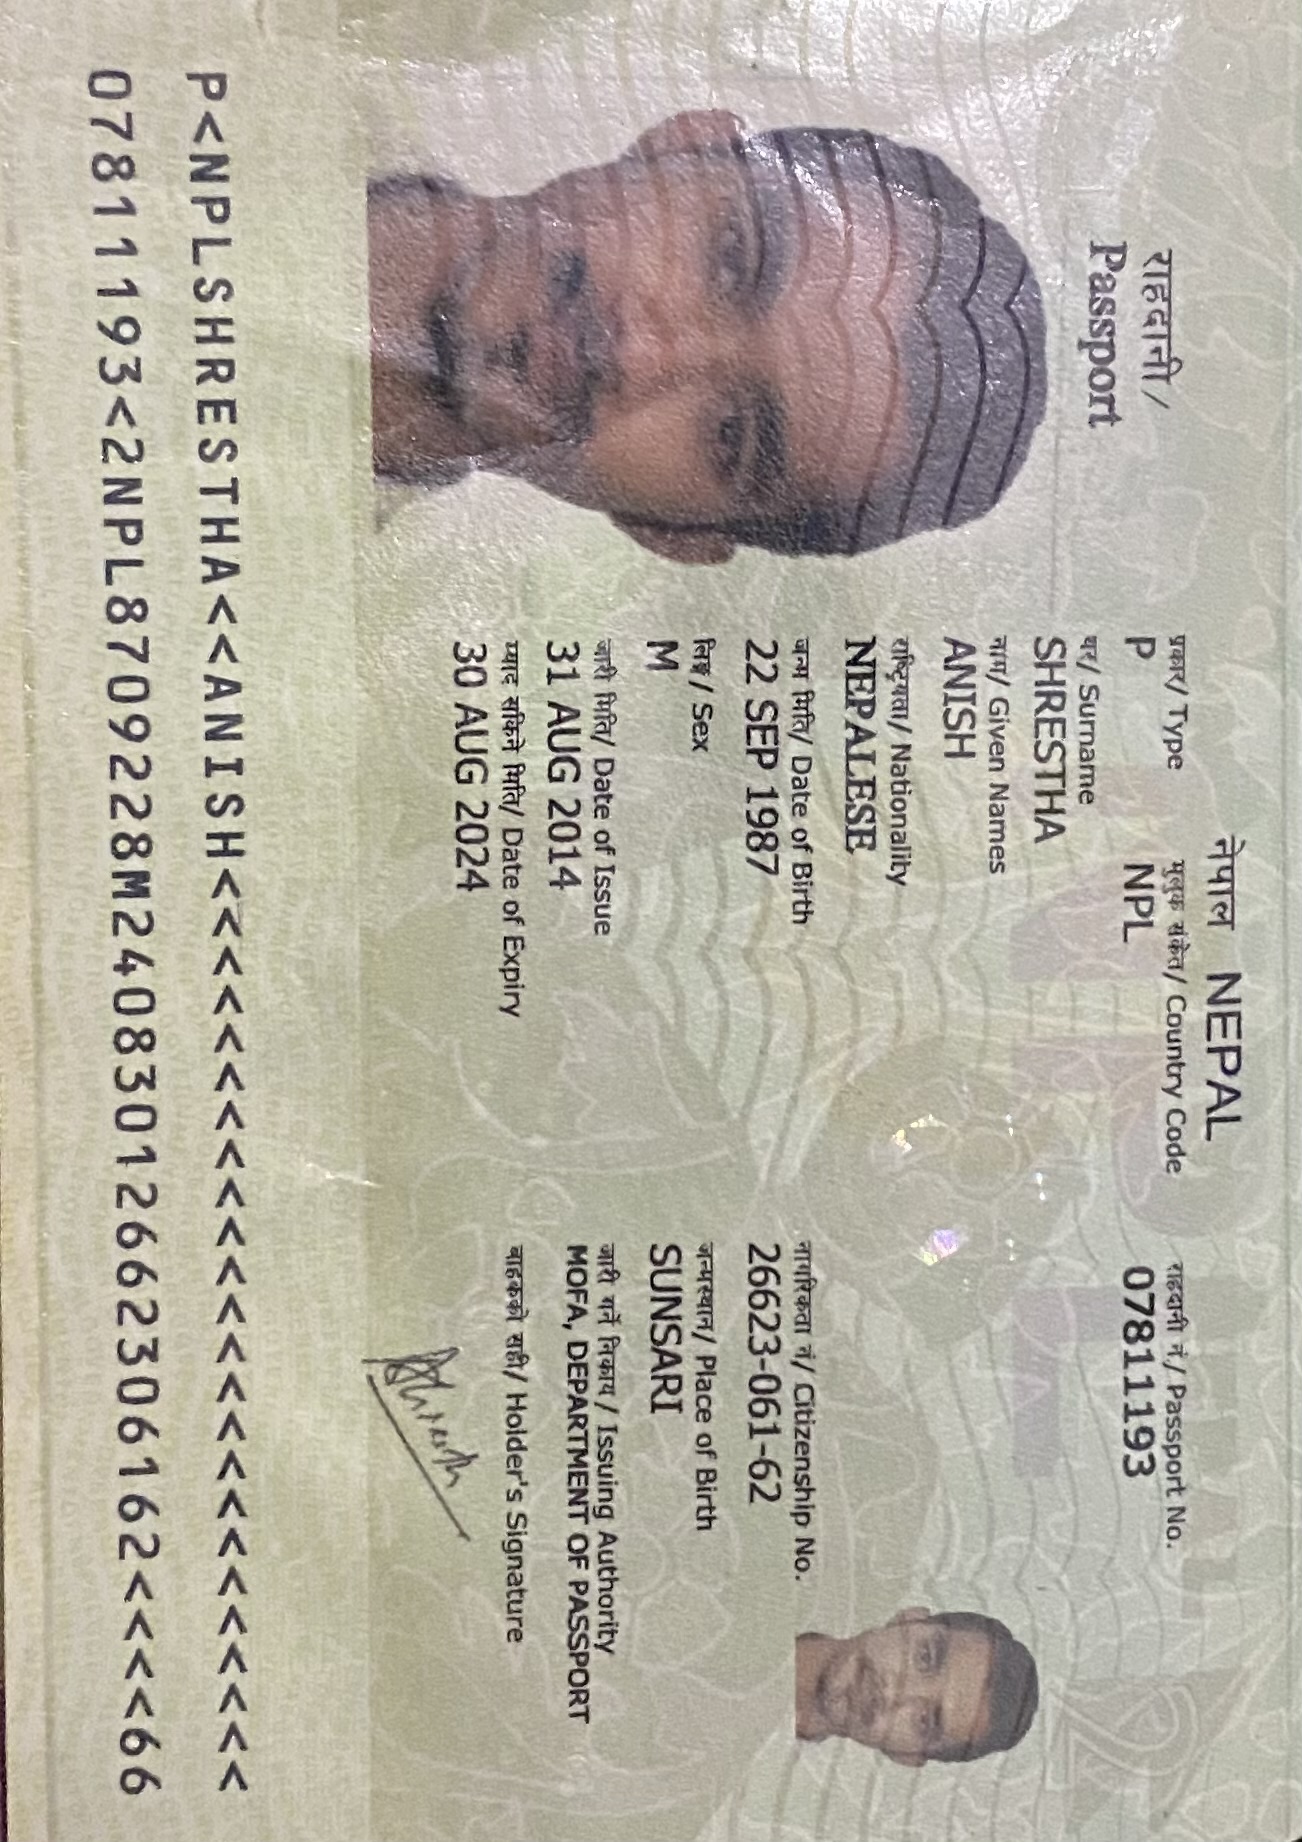 नेपाल NEPAL
राहदानी / Passport
प्रकार/ Type
P
मुलुक संकेत/ Country Code
NPL
राहदानी नं./ Passport No.
07811193
थर/ Surname
SHRESTHA
नाम/ Given Names
ANISH
राष्ट्रियता/ Nationality
NEPALESE
जन्म मिति/ Date of Birth
22 SEP 1987
नागरिकता नं/ Citizenship No.
26623-061-62
लिङ्ग / Sex
M
जन्मस्थान/ Place of Birth
SUNSARI
जारी मिति/ Date of Issue
31 AUG 2014
जारी गर्ने निकाय / Issuing Authority
MOFA, DEPARTMENT OF PASSPORT
म्याद सकिने मिति/ Date of Expiry
30 AUG 2024
बाहकको सही/ Holder's Signature
P<NPLSHRESTHA<<ANISH<<<<<<<<<<<<<<<<<<<<<<<<
07811193<2NPL8709228M24083012662306162<<<<66